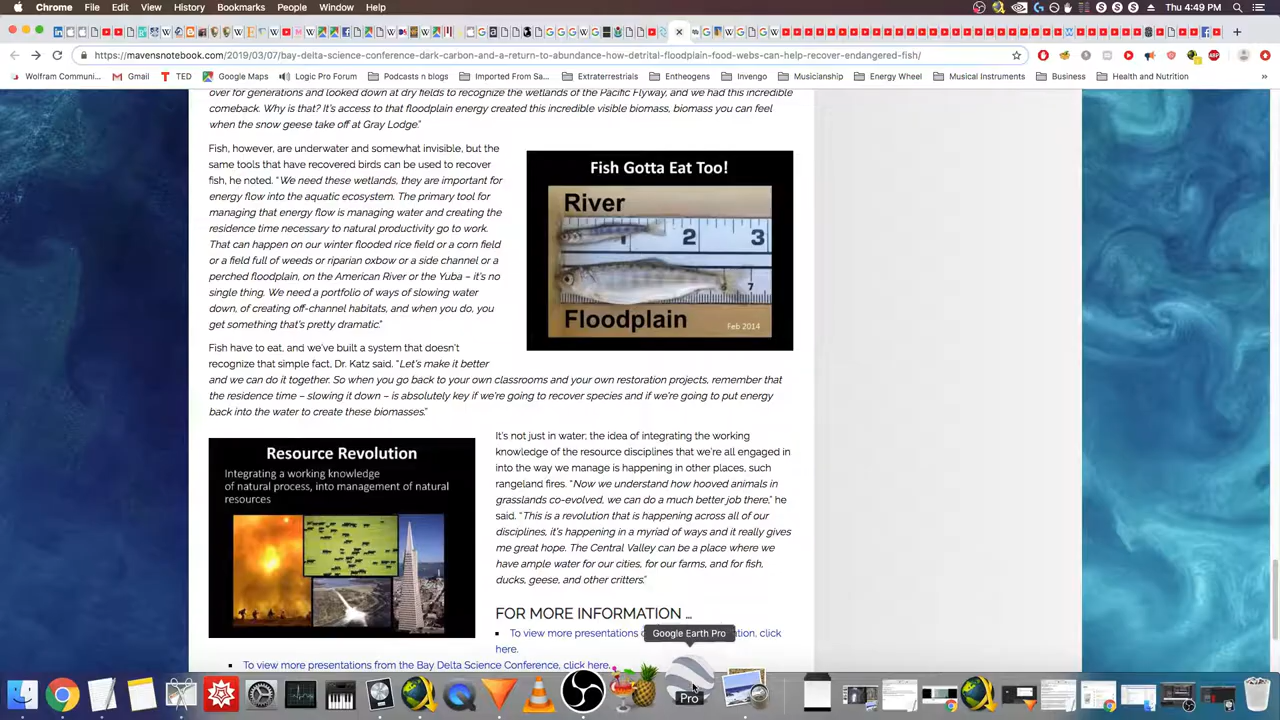 Chrome File Edit View History Bookmarks People Window Help
Thu 4:49 PM
https://mavensnotebook.com/2019/03/07/bay-delta-science-conference-dark-carbon-and-a-return-to-abundance-how-detrital-floodplain-food-webs-can-help-recover-endangered-fish/
Wolfram Communi... Gmail TED Google Maps Logic Pro Forum Podcasts n blogs Imported From Sa... Extraterrestrials Entheogens Invengo Musicianship Energy Wheel Musical Instruments Business Health and Nutrition
over for generations and looked down at dry fields to recognize the wetlands of the Pacific Flyway, and we had this incredible
comeback. Why is that? It's access to that floodplain energy created this incredible visible biomass, biomass you can feel
when the snow geese take off at Gray Lodge."
Fish, however, are underwater and somewhat invisible, but the
same tools that have recovered birds can be used to recover
fish, he noted. "We need these wetlands, they are important for
energy flow into the aquatic ecosystem. The primary tool for
managing that energy flow is managing water and creating the
residence time necessary to natural productivity go to work.
That can happen on our winter flooded rice field or a corn field
or a field full of weeds or riparian oxbow or a side channel or a
perched floodplain, on the American River or the Yuba – it's no
single thing. We need a portfolio of ways of slowing water
down, of creating off-channel habitats, and when you do, you
get something that's pretty dramatic."
Fish Gotta Eat Too!
River
1 2 3
7
Floodplain
Feb 2014
Fish have to eat, and we've built a system that doesn't
recognize that simple fact, Dr. Katz said. "Let's make it better
and we can do it together. So when you go back to your own classrooms and your own restoration projects, remember that
the residence time – slowing it down – is absolutely key if we're going to recover species and if we're going to put energy
back into the water to create these biomasses."
Resource Revolution
Integrating a working knowledge
of natural process, into management of natural
resources
It's not just in water; the idea of integrating the working
knowledge of the resource disciplines that we're all engaged in
into the way we manage is happening in other places, such
rangeland fires. "Now we understand how hooved animals in
grasslands co-evolved, we can do a much better job there," he
said. "This is a revolution that is happening across all of our
disciplines, it's happening in a myriad of ways and it really gives
me great hope. The Central Valley can be a place where we
have ample water for our cities, for our farms, and for fish,
ducks, geese, and other critters."
FOR MORE INFORMATION …
To view more presentations click
here.
Google Earth Pro
To view more presentations from the Bay Delta Science Conference, click here.
Pro